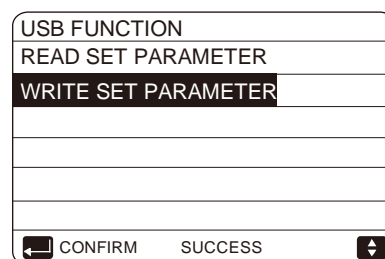 USB FUNCTION
READ SET PARAMETER
WRITE SET PARAMETER
CONFIRM SUCCESS